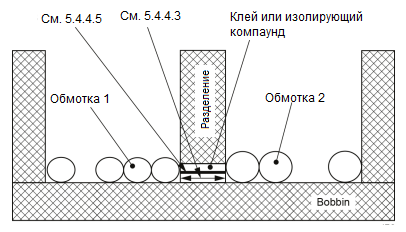 См. 5.4.4.5
См. 5.4.4.3
Клей или изолирующий
компаунд
Обмотка 1
Разделение
Обмотка 2
Bobbin